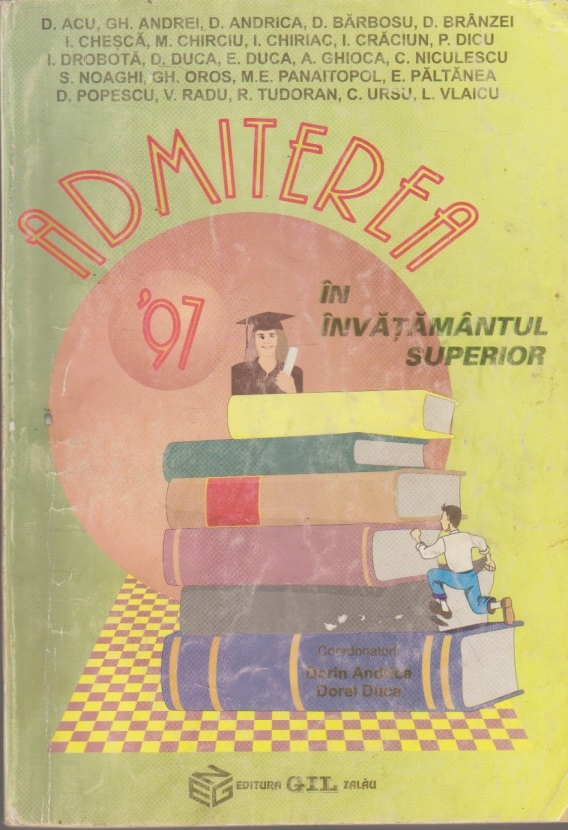 D. ACU, GH. ANDREI, D. ANDRICA, D. BĂRBOSU, D. BRÂNZEI
I. CHEȘCĂ, M. CHIRCIU, I. CHIRIAC, I. CRĂCIUN, P. DICU
I. DROBOTĂ, D. DUCA, E. DUCA, A. GHIOCA, C. NICULESCU
S. NOAGHI, GH. OROS, M.E. PANAITOPOL, E. PĂLTĂNEA
D. POPESCU, V. RADU, R. TUDORAN, C. URSU, L. VLAICU
ADMITEREA
'97
ÎN
ÎNVĂȚĂMÂNTUL
SUPERIOR
Coordonatori
Dorin Andrica
Dorel Duca
EDITURA GIL ZALĂU